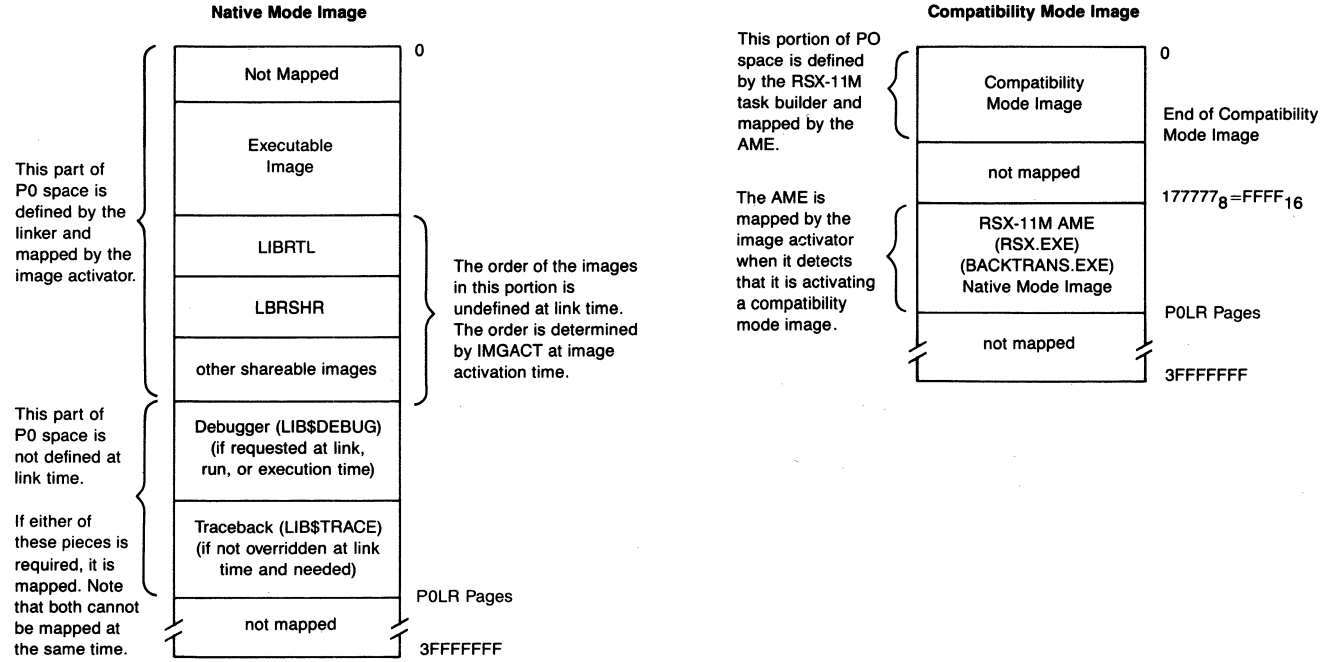 Native Mode Image
0
Not Mapped
Executable
Image
LIBRTL
LBRSHR
other shareable images
Debugger (LIB$DEBUG)
(if requested at link,
run, or execution time)
Traceback (LIB$TRACE)
(if not overridden at link
time and needed)
P0LR Pages
not mapped
3FFFFFFF
This part of
P0 space is
defined by the
linker and
mapped by the
image activator.
This part of
P0 space is
not defined at
link time.
If either of
these pieces is
required, it is
mapped. Note
that both cannot
be mapped at
the same time.
The order of the images
in this portion is
undefined at link time.
The order is determined
by IMGACT at image
activation time.
Compatibility Mode Image
This portion of PO
space is defined
by the RSX-11M
task builder and
mapped by the
AME.
The AME is
mapped by the
image activator
when it detects
that it is activating
a compatibility
mode image.
0
Compatibility
Mode Image
End of Compatibility
Mode Image
not mapped
177777₈=FFFF₁₆
RSX-11M AME
(RSX.EXE)
(BACKTRANS.EXE)
Native Mode Image
P0LR Pages
not mapped
3FFFFFFF